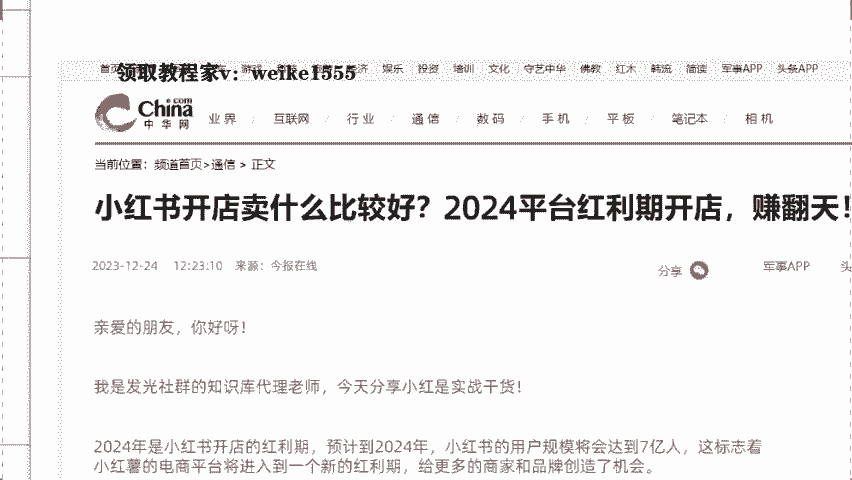 首页
领取教程家v：weike1555
游戏 经济 娱乐 投资 培训 文化 守艺中华 佛教 红木 韩流 简读 军事APP 头条APP
China.com
中华网
业界 / 互联网 / 行业 / 通信 / 数码 / 手机 / 平板 / 笔记本 / 相机
当前位置：频道首页>通信 > 正文
小红书开店卖什么比较好？2024平台红利期开店，赚翻天！
2023-12-24 12:23:10 来源：今报在线
分享 军事APP 头
亲爱的朋友，你好呀！
我是发光社群的知识库代理老师，今天分享小红是实战干货！
2024年是小红书开店的红利期，预计到2024年，小红书的用户规模将会达到7亿人，这标志着
小红薯的电商平台将进入到一个新的红利期，给更多的商家和品牌创造了机会。